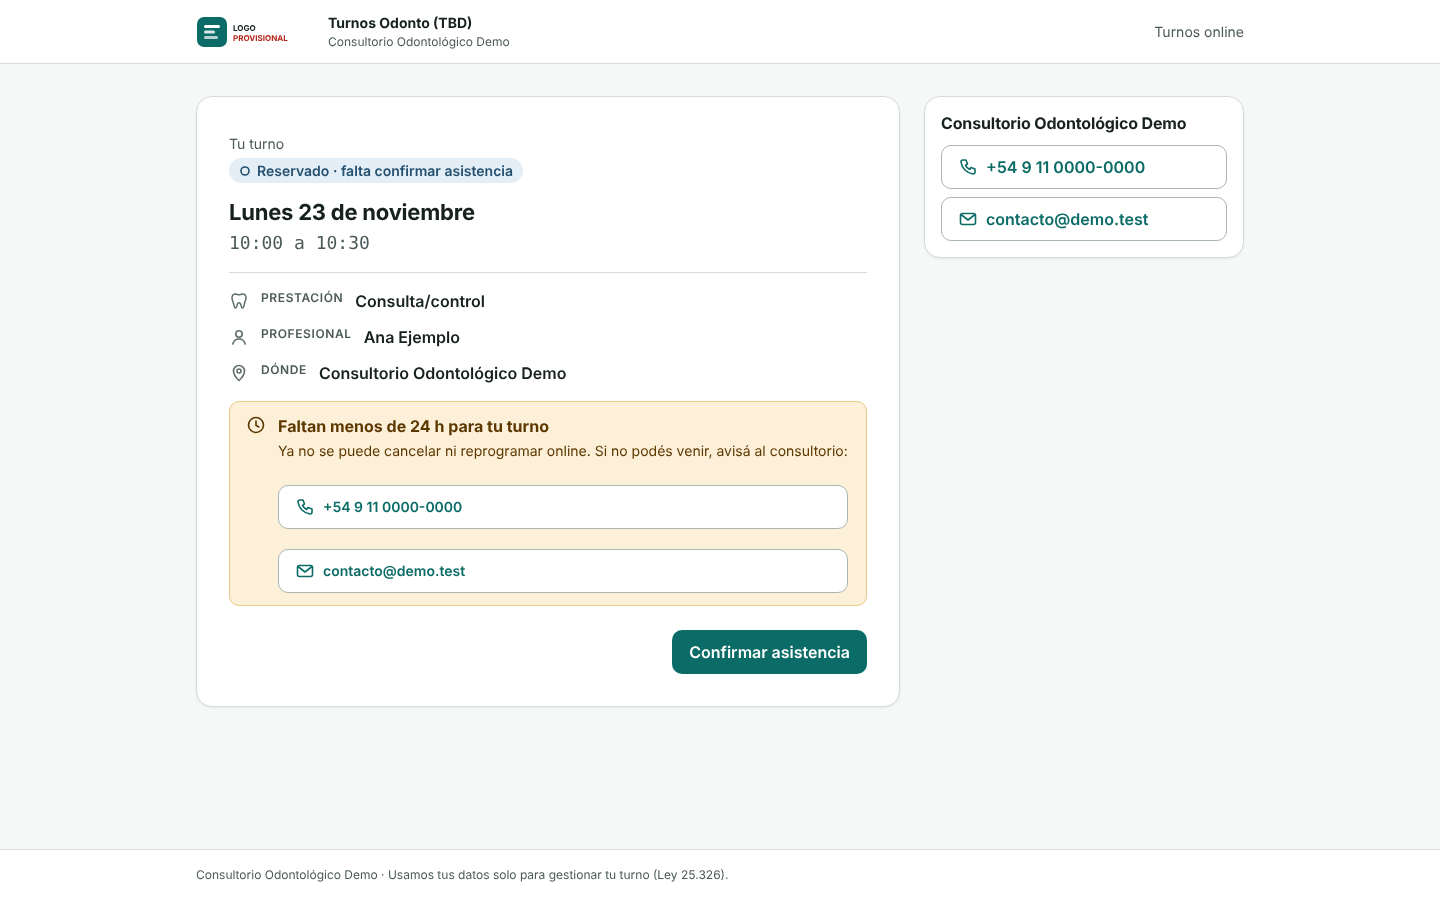 LOGO
PROVISIONAL
Turnos Odonto (TBD)
Consultorio Odontológico Demo
Turnos online
Tu turno
Reservado · falta confirmar asistencia
Lunes 23 de noviembre
10:00 a 10:30
PRESTACIÓN Consulta/control
PROFESIONAL Ana Ejemplo
DÓNDE Consultorio Odontológico Demo
Faltan menos de 24 h para tu turno
Ya no se puede cancelar ni reprogramar online. Si no podés venir, avisá al consultorio:
+54 9 11 0000-0000
contacto@demo.test
Confirmar asistencia
Consultorio Odontológico Demo
+54 9 11 0000-0000
contacto@demo.test
Consultorio Odontológico Demo · Usamos tus datos solo para gestionar tu turno (Ley 25.326).